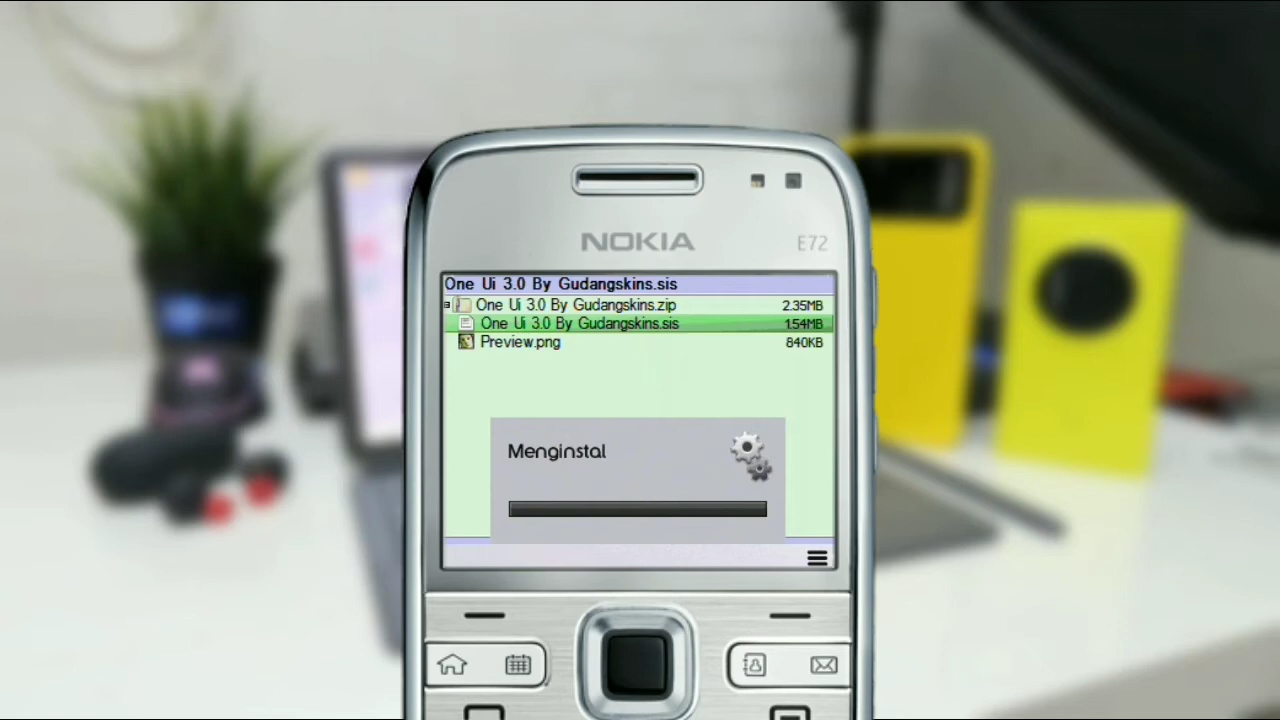 NOKIA
E72
One Ui 3.0 By Gudangskins.sis
One Ui 3.0 By Gudangskins.zip 2.35MB
One Ui 3.0 By Gudangskins.sis 1.54MB
Preview.png 840KB
Menginstal